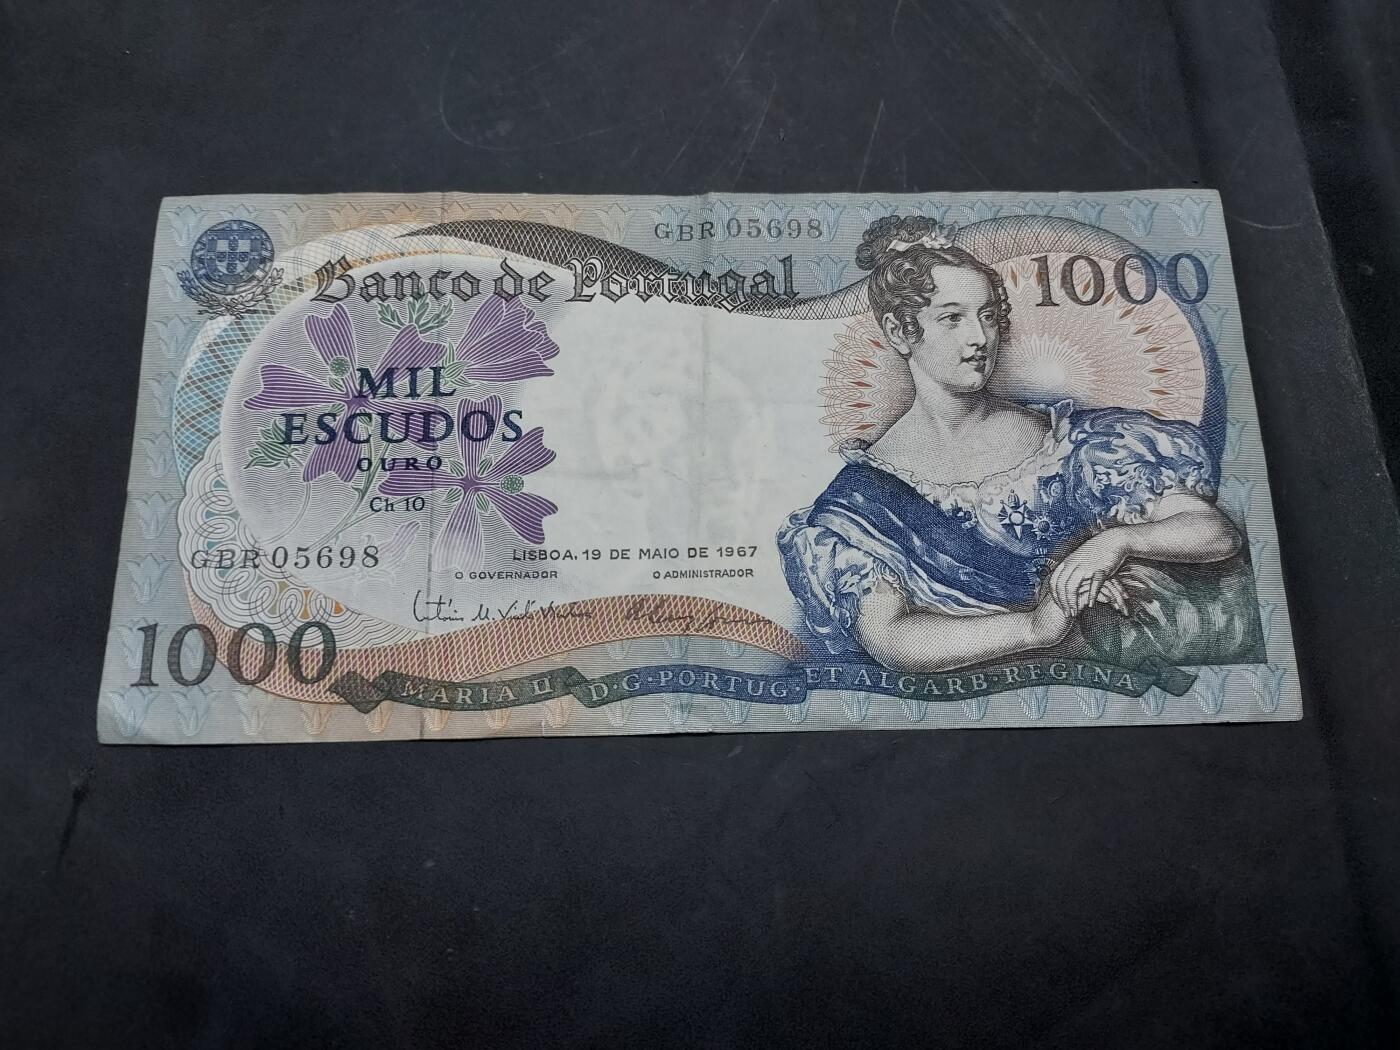 GBR 05698
Banco de Portugal
1000
MIL
ESCUDOS
OURO
Ch 10
GBR 05698
LISBOA, 19 DE MAIO DE 1967
O GOVERNADOR
O ADMINISTRADOR
1000
MARIA II D·G·PORTUG·ET ALGARB·REGINA